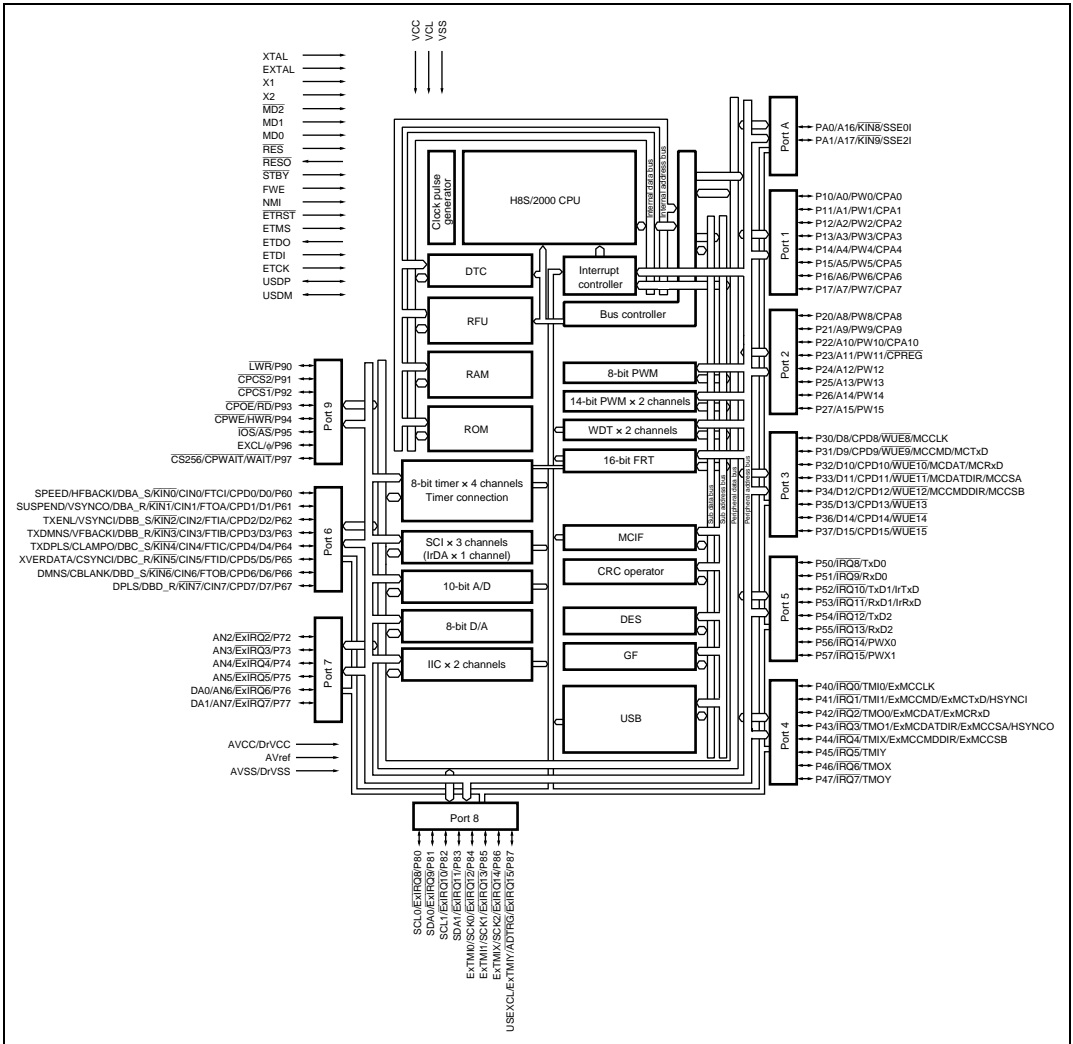 VCC
VCL
VSS
XTAL
EXTAL
X1
X2
MD2
MD1
MD0
RES
RESO
STBY
FWE
NMI
ETRST
ETMS
ETDO
ETDI
ETCK
USDP
USDM
Clock pulse
generator
H8S/2000 CPU
Internal data bus
Internal address bus
DTC
Interrupt
controller
RFU
Bus controller
RAM
8-bit PWM
14-bit PWM × 2 channels
ROM
WDT × 2 channels
16-bit FRT
8-bit timer × 4 channels
Timer connection
Sub data bus
Sub address bus
Peripheral data bus
Peripheral address bus
SCI × 3 channels
(IrDA × 1 channel)
MCIF
CRC operator
10-bit A/D
8-bit D/A
DES
IIC × 2 channels
GF
USB
Port 9
LWR/P90
CPCS2/P91
CPCS1/P92
CPOE/RD/P93
CPWE/HWR/P94
IOS/AS/P95
EXCL/φ/P96
CS256/CPWAIT/WAIT/P97
Port 6
SPEED/HFBACKI/DBA_S/KIN0/CIN0/FTCI/CPD0/D0/P60
SUSPEND/VSYNCO/DBA_R/KIN1/CIN1/FTOA/CPD1/D1/P61
TXENL/VSYNCI/DBB_S/KIN2/CIN2/FTIA/CPD2/D2/P62
TXDMNS/VFBACKI/DBB_R/KIN3/CIN3/FTIB/CPD3/D3/P63
TXDPLS/CLAMPO/DBC_S/KIN4/CIN4/FTIC/CPD4/D4/P64
XVERDATA/CSYNCI/DBC_R/KIN5/CIN5/FTID/CPD5/D5/P65
DMNS/CBLANK/DBD_S/KIN6/CIN6/FTOB/CPD6/D6/P66
DPLS/DBD_R/KIN7/CIN7/CPD7/D7/P67
Port 7
AN2/ExIRQ2/P72
AN3/ExIRQ3/P73
AN4/ExIRQ4/P74
AN5/ExIRQ5/P75
DA0/AN6/ExIRQ6/P76
DA1/AN7/ExIRQ7/P77
AVCC/DrVCC
AVref
AVSS/DrVSS
Port A
PA0/A16/KIN8/SSE0I
PA1/A17/KIN9/SSE2I
Port 1
P10/A0/PW0/CPA0
P11/A1/PW1/CPA1
P12/A2/PW2/CPA2
P13/A3/PW3/CPA3
P14/A4/PW4/CPA4
P15/A5/PW5/CPA5
P16/A6/PW6/CPA6
P17/A7/PW7/CPA7
Port 2
P20/A8/PW8/CPA8
P21/A9/PW9/CPA9
P22/A10/PW10/CPA10
P23/A11/PW11/CPREG
P24/A12/PW12
P25/A13/PW13
P26/A14/PW14
P27/A15/PW15
Port 3
P30/D8/CPD8/WUE8/MCCLK
P31/D9/CPD9/WUE9/MCCMD/MCTxD
P32/D10/CPD10/WUE10/MCDAT/MCRxD
P33/D11/CPD11/WUE11/MCDATDIR/MCCSA
P34/D12/CPD12/WUE12/MCCMDDIR/MCCSB
P35/D13/CPD13/WUE13
P36/D14/CPD14/WUE14
P37/D15/CPD15/WUE15
Port 5
P50/IRQ8/TxD0
P51/IRQ9/RxD0
P52/IRQ10/TxD1/IrTxD
P53/IRQ11/RxD1/IrRxD
P54/IRQ12/TxD2
P55/IRQ13/RxD2
P56/IRQ14/PWX0
P57/IRQ15/PWX1
Port 4
P40/IRQ0/TMI0/ExMCCLK
P41/IRQ1/TMI1/ExMCCMD/ExMCTxD/HSYNCI
P42/IRQ2/TMO0/ExMCDAT/ExMCRxD
P43/IRQ3/TMO1/ExMCDATDIR/ExMCCSA/HSYNCO
P44/IRQ4/TMIX/ExMCCMDDIR/ExMCCSB
P45/IRQ5/TMIY
P46/IRQ6/TMOX
P47/IRQ7/TMOY
Port 8
SCL0/ExIRQ8/P80
SDA0/ExIRQ9/P81
SCL1/ExIRQ10/P82
SDA1/ExIRQ11/P83
ExTMI0/SCK0/ExIRQ12/P84
ExTMI1/SCK1/ExIRQ13/P85
ExTMIX/SCK2/ExIRQ14/P86
USEXCL/ExTMIY/ADTRG/ExIRQ15/P87